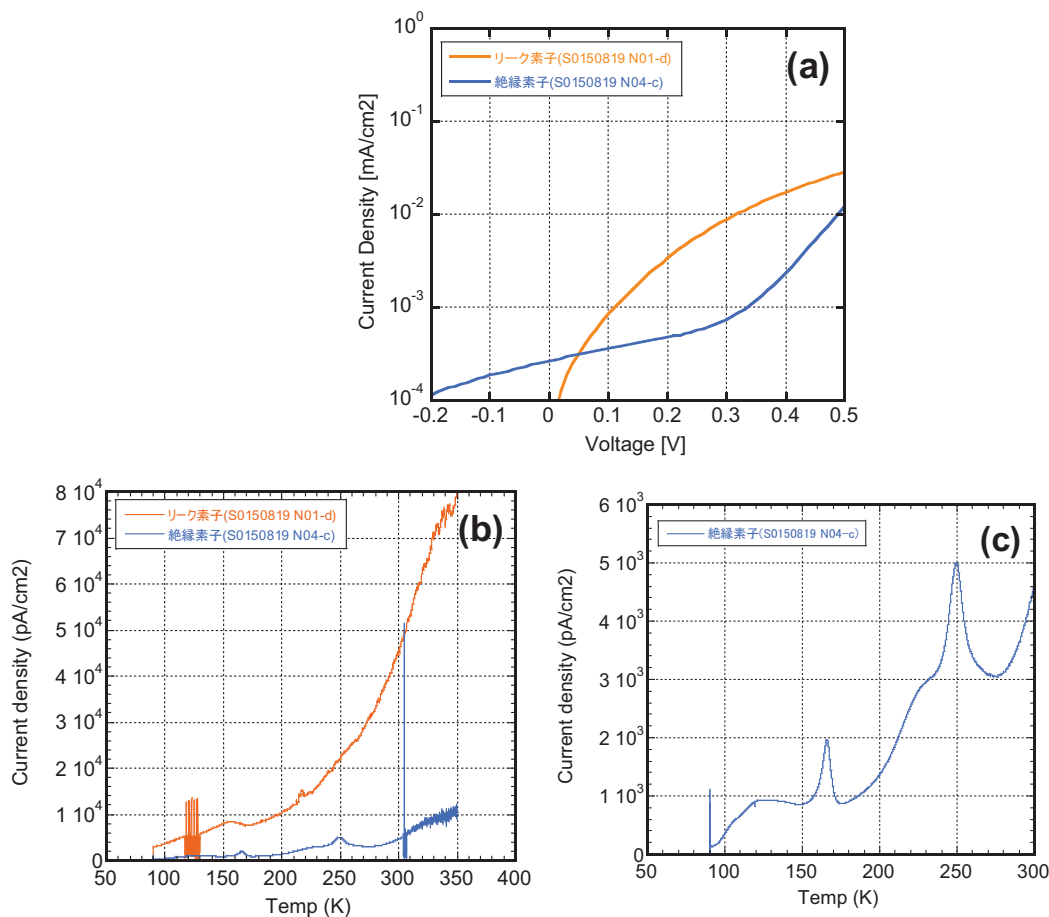 10^0
リーク素子(S0150819 N01-d)
絶縁素子(S0150819 N04-c)
(a)
10^-1
10^-2
10^-3
10^-4
Current Density [mA/cm2]
-0.2 -0.1 0 0.1 0.2 0.3 0.4 0.5
Voltage [V]
8 10^4
リーク素子(S0150819 N01-d)
絶縁素子(S0150819 N04-c)
(b)
7 10^4
6 10^4
5 10^4
4 10^4
3 10^4
2 10^4
1 10^4
0
Current density (pA/cm2)
50 100 150 200 250 300 350 400
Temp (K)
6 10^3
絶縁素子(S0150819 N04-c)
(c)
5 10^3
4 10^3
3 10^3
2 10^3
1 10^3
0
Current density (pA/cm2)
50 100 150 200 250 300
Temp (K)